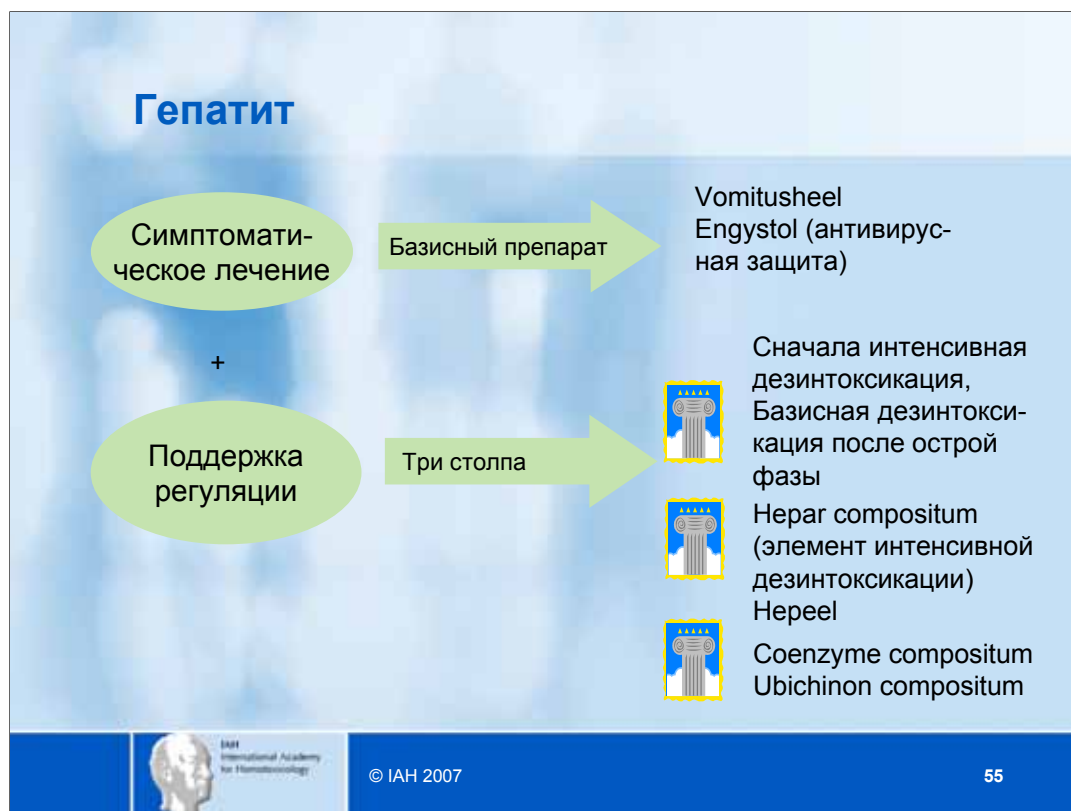 Гепатит
Симптомати-
ческое лечение
Базисный препарат
Vomitusheel
Engystol (антивирус-
ная защита)
+
Поддержка
регуляции
Три столпа
Сначала интенсивная
дезинтоксикация,
Базисная дезинтокси-
кация после острой
фазы
Hepar compositum
(элемент интенсивной
дезинтоксикации)
Hepeel
Coenzyme compositum
Ubichinon compositum
IAH
International Academy
for Homotoxicology
© IAH 2007
55